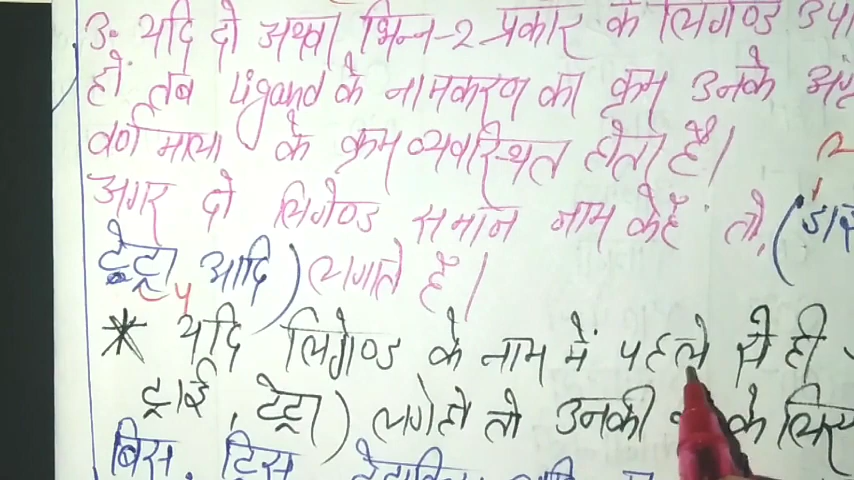 3. यदि दो अथवा भिन्न-2 प्रकार के लिगेण्ड
हो तब Ligand के नामकरण का क्रम उनके
वर्णमाला के क्रम व्यवस्थित होता है।
अगर दो लिगेण्ड समान नाम के हैं तो, (डाई
टेट्रा आदि) लगाते हैं।
4
* यदि लिगेण्ड के नाम में पहले से ही
ट्राई, टेट्रा) लगे हो तो उनकी के लिए
बिस, ट्रिस,